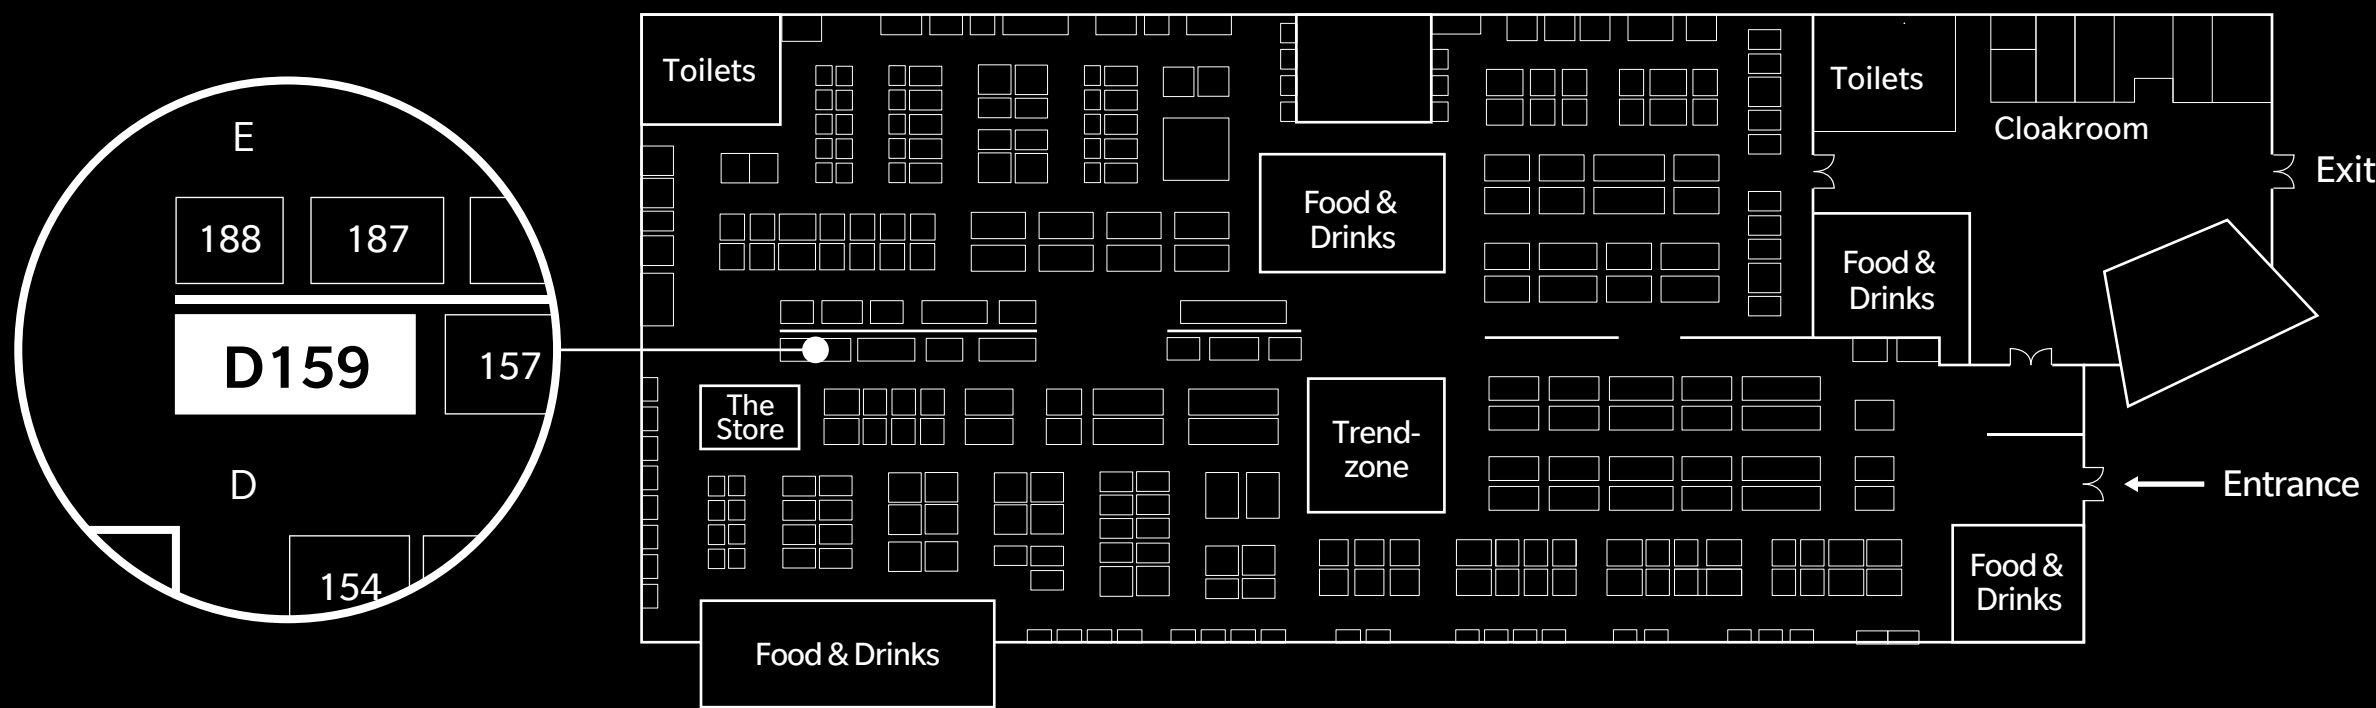 E
188
187
D159
157
D
154
Toilets
Food &
Drinks
The
Store
Trend-
zone
Food & Drinks
Toilets
Cloakroom
Exit
Food &
Drinks
Entrance
Food &
Drinks